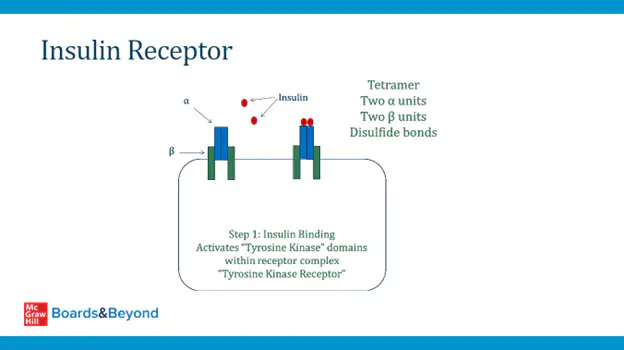 Insulin Receptor
Tetramer
Two α units
Two β units
Disulfide bonds
Insulin
α
β
Step 1: Insulin Binding
Activates “Tyrosine Kinase” domains
within receptor complex
“Tyrosine Kinase Receptor”
Mc
Graw
Hill
Boards&Beyond